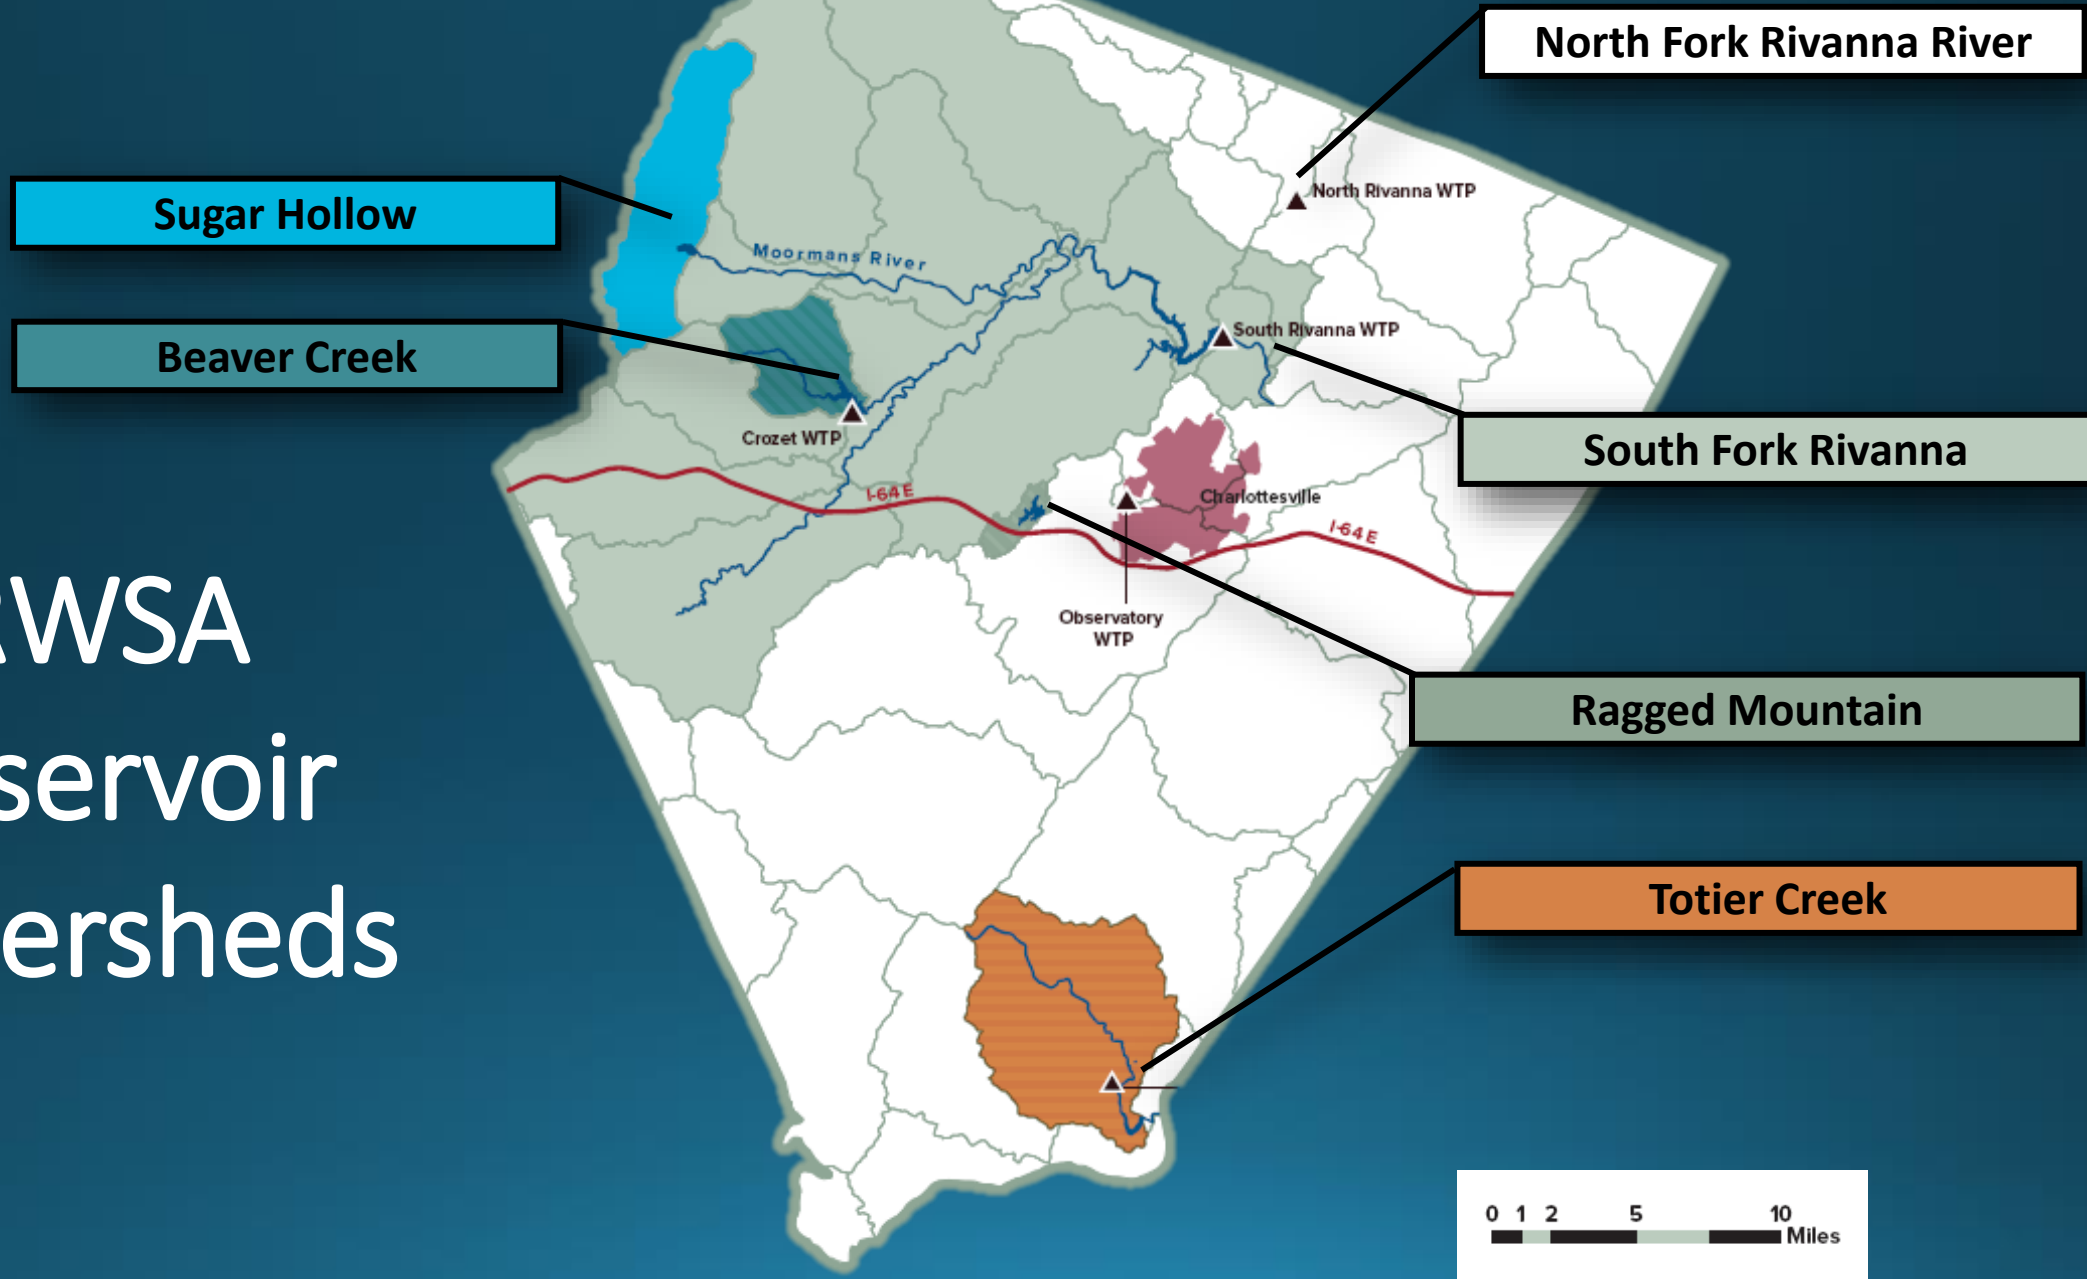 North Fork Rivanna River
North Rivanna WTP
Sugar Hollow
Moormans River
South Rivanna WTP
Beaver Creek
Crozet WTP
South Fork Rivanna
I-64 E
Charlottesville
I-64 E
Observatory
WTP
RWSA
servoir
ersheds
Ragged Mountain
Totier Creek
0 1 2 5 10
Miles